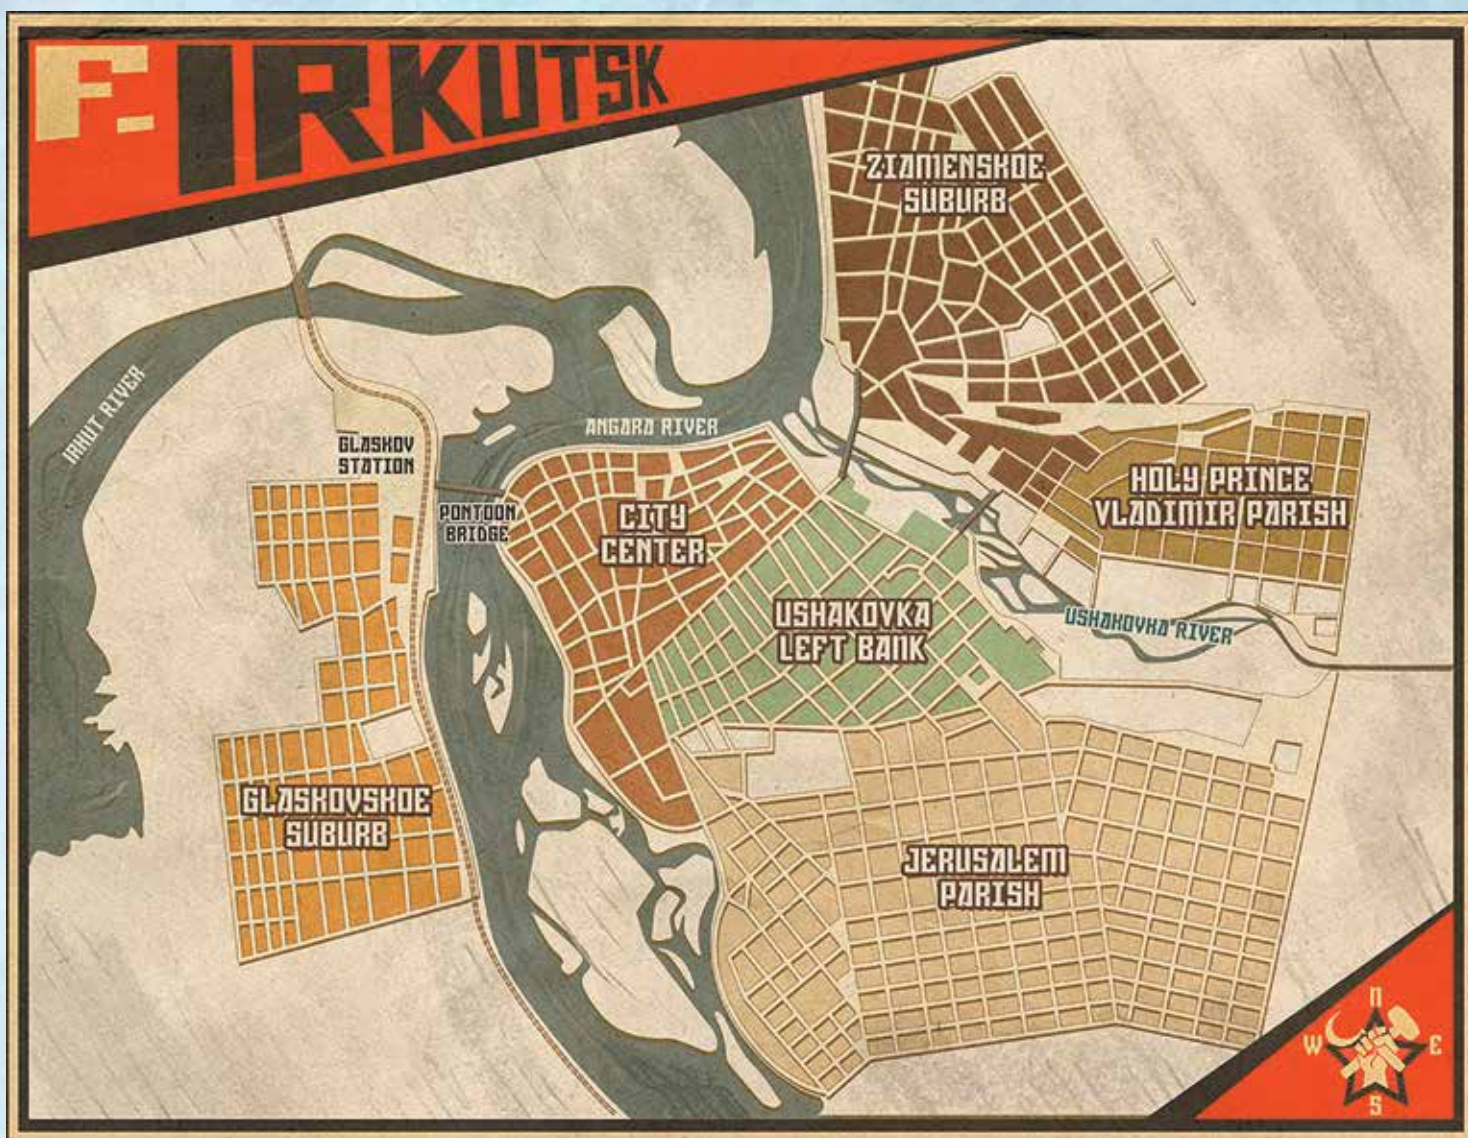 F. IRKUTSK
ZIAMENSKOE
SUBURB
IRKUT RIVER
ANGARA RIVER
GLASKOV
STATION
HOLY PRINCE
VLADIMIR PARISH
PONTOON
BRIDGE
CITY
CENTER
USHAKOVKA
LEFT BANK
USHAKOVKA RIVER
GLASKOVSKOE
SUBURB
JERUSALEM
PARISH
N
W E
S